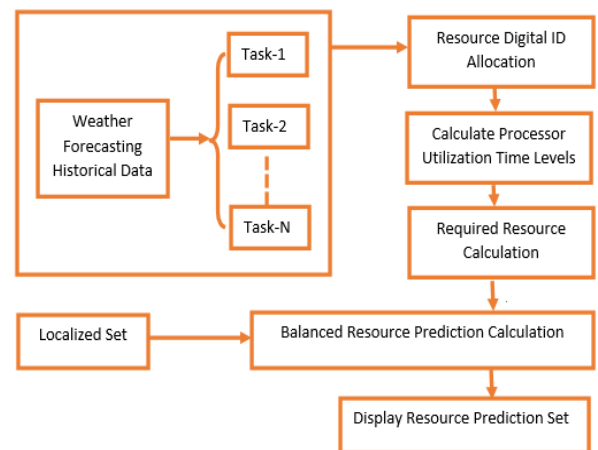 Weather
Forecasting
Historical Data
Task-1
Task-2
Task-N
Resource Digital ID
Allocation
Calculate Processor
Utilization Time Levels
Required Resource
Calculation
Localized Set
Balanced Resource Prediction Calculation
Display Resource Prediction Set